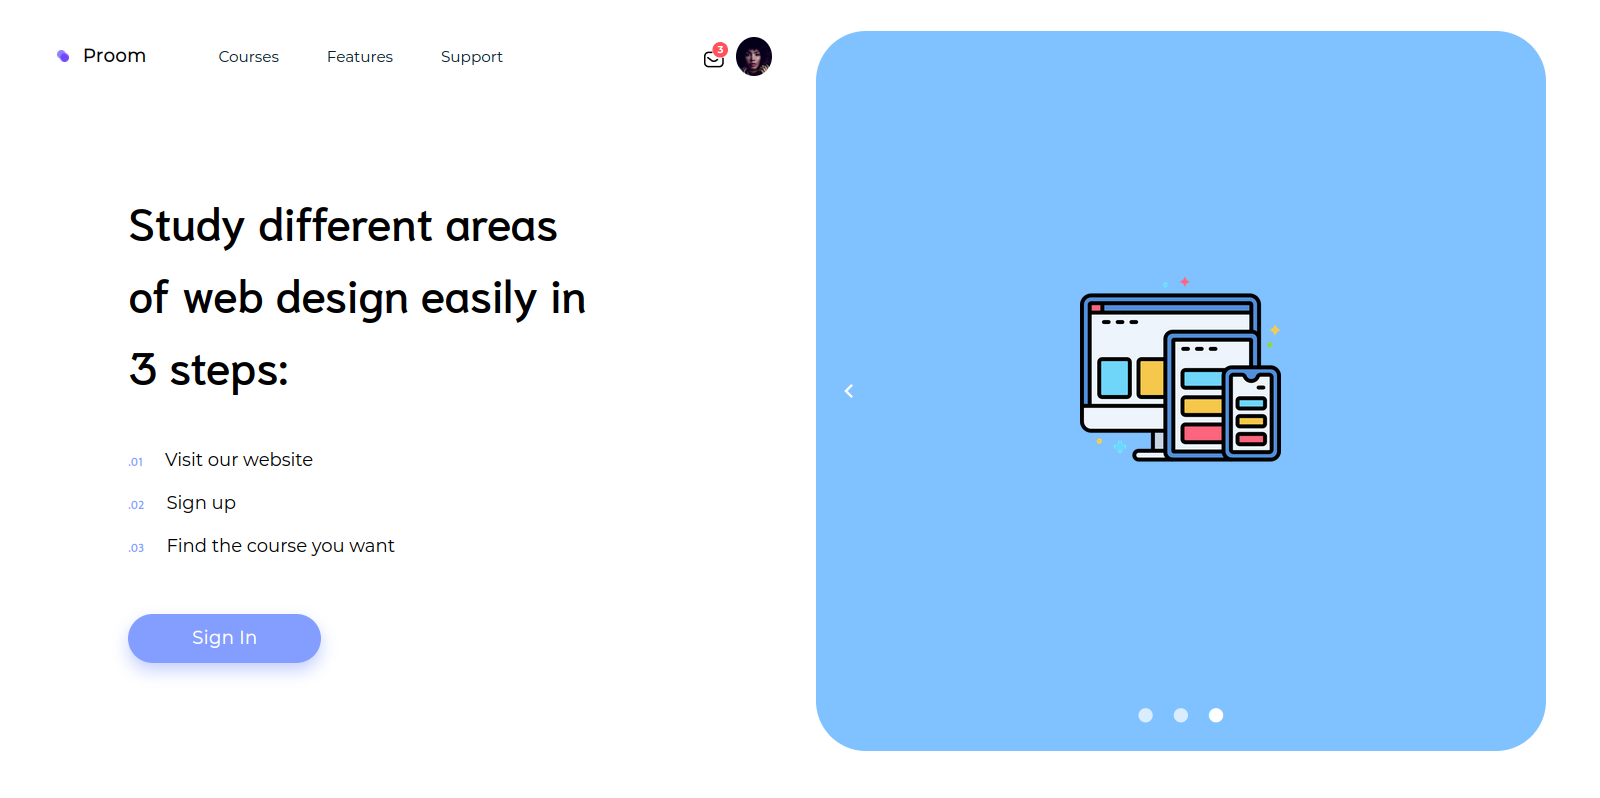 Proom Courses Features Support 3
Study different areas
of web design easily in
3 steps:
.01 Visit our website
.02 Sign up
.03 Find the course you want
Sign In